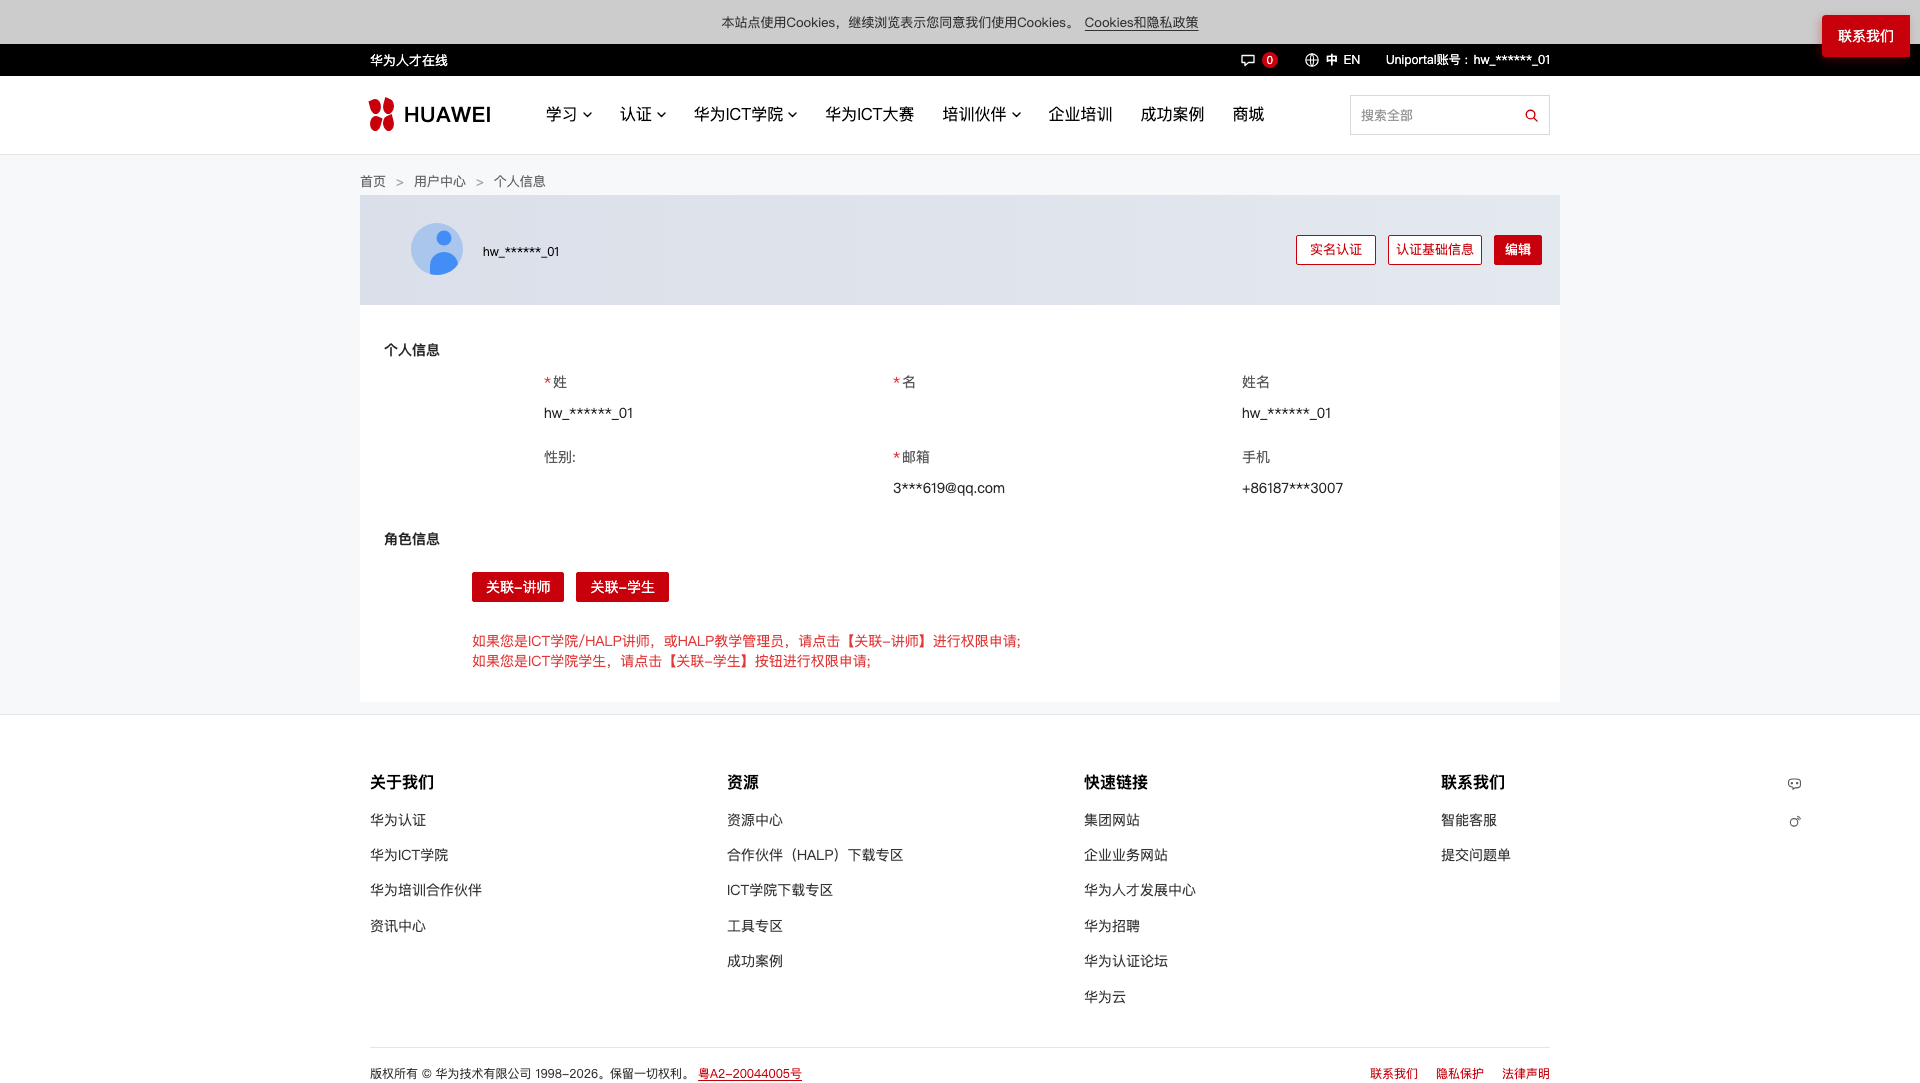 本站点使用Cookies，继续浏览表示您同意我们使用Cookies。 Cookies和隐私政策
联系我们
华为人才在线
0
中 EN
Uniportal账号 : hw_******_01
HUAWEI
学习
认证
华为ICT学院
华为ICT大赛
培训伙伴
企业培训
成功案例
商城
搜索全部
首页 > 用户中心 > 个人信息
hw_******_01
实名认证
认证基础信息
编辑
个人信息
*姓
*名
姓名
hw_******_01
hw_******_01
性别:
*邮箱
手机
3***619@qq.com
+86187***3007
角色信息
关联-讲师
关联-学生
如果您是ICT学院/HALP讲师，或HALP教学管理员，请点击【关联-讲师】进行权限申请;
如果您是ICT学院学生，请点击【关联-学生】按钮进行权限申请;
关于我们
华为认证
华为ICT学院
华为培训合作伙伴
资讯中心
资源
资源中心
合作伙伴（HALP）下载专区
ICT学院下载专区
工具专区
成功案例
快速链接
集团网站
企业业务网站
华为人才发展中心
华为招聘
华为认证论坛
华为云
联系我们
智能客服
提交问题单
版权所有 © 华为技术有限公司 1998-2026。保留一切权利。 粤A2-20044005号
联系我们
隐私保护
法律声明